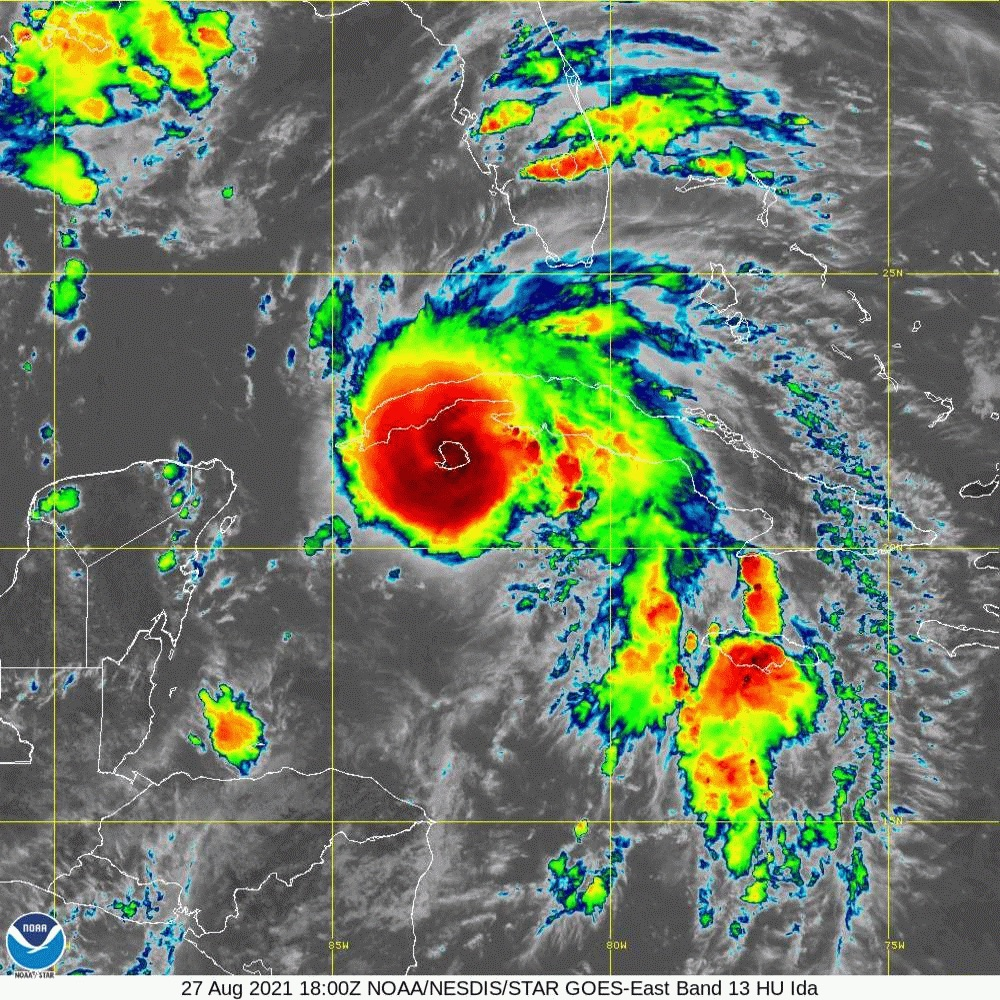 25N
20N
15N
85W
80W
75W
NOAA
NOAA / STAR
27 Aug 2021 18:00Z NOAA/NESDIS/STAR GOES-East Band 13 HU Ida